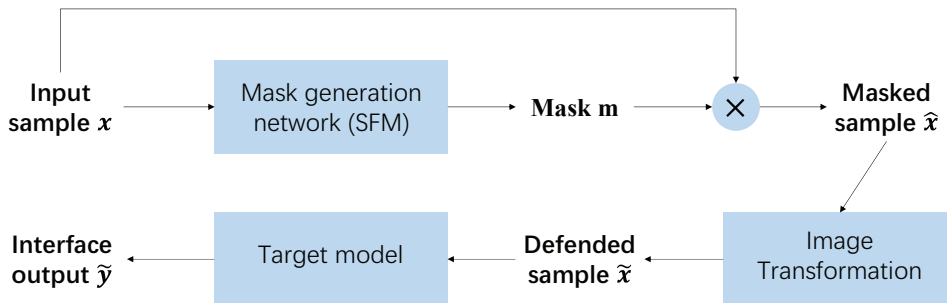 Input
sample x
Mask generation
network (SFM)
Mask m
×
Masked
sample x̂
Interface
output ỹ
Target model
Defended
sample x̃
Image
Transformation